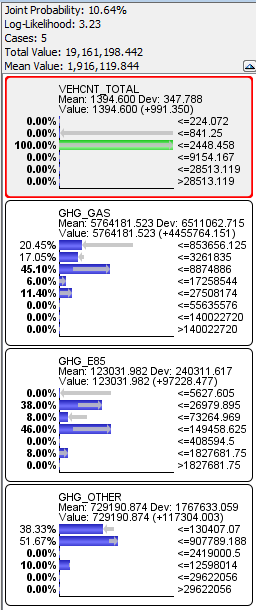 Joint Probability: 10.64%
Log-Likelihood: 3.23
Cases: 5
Total Value: 19,161,198.442
Mean Value: 1,916,119.844
VEHCNT_TOTAL
Mean: 1394.600 Dev: 347.788
Value: 1394.600 (+991.350)
0.00% <=224.072
0.00% <=841.25
100.00% <=2448.458
0.00% <=9154.167
0.00% <=28513.119
0.00% >28513.119
GHG_GAS
Mean: 5764181.523 Dev: 6511062.715
Value: 5764181.523 (+4455764.151)
20.45% <=853656.125
17.05% <=3261835
45.10% <=8874886
6.00% <=17258544
11.40% <=27508174
0.00% <=55635576
0.00% <=140022720
0.00% >140022720
GHG_E85
Mean: 123031.982 Dev: 240311.617
Value: 123031.982 (+97228.477)
0.00% <=5627.605
38.00% <=26979.895
8.00% <=73264.969
46.00% <=149458.625
0.00% <=408594.5
8.00% <=1827681.75
0.00% >1827681.75
GHG_OTHER
Mean: 729190.874 Dev: 1767633.059
Value: 729190.874 (+117304.003)
38.33% <=130407.07
51.67% <=907789.188
0.00% <=2419000.5
10.00% <=12598014
0.00% <=29622056
0.00% >29622056